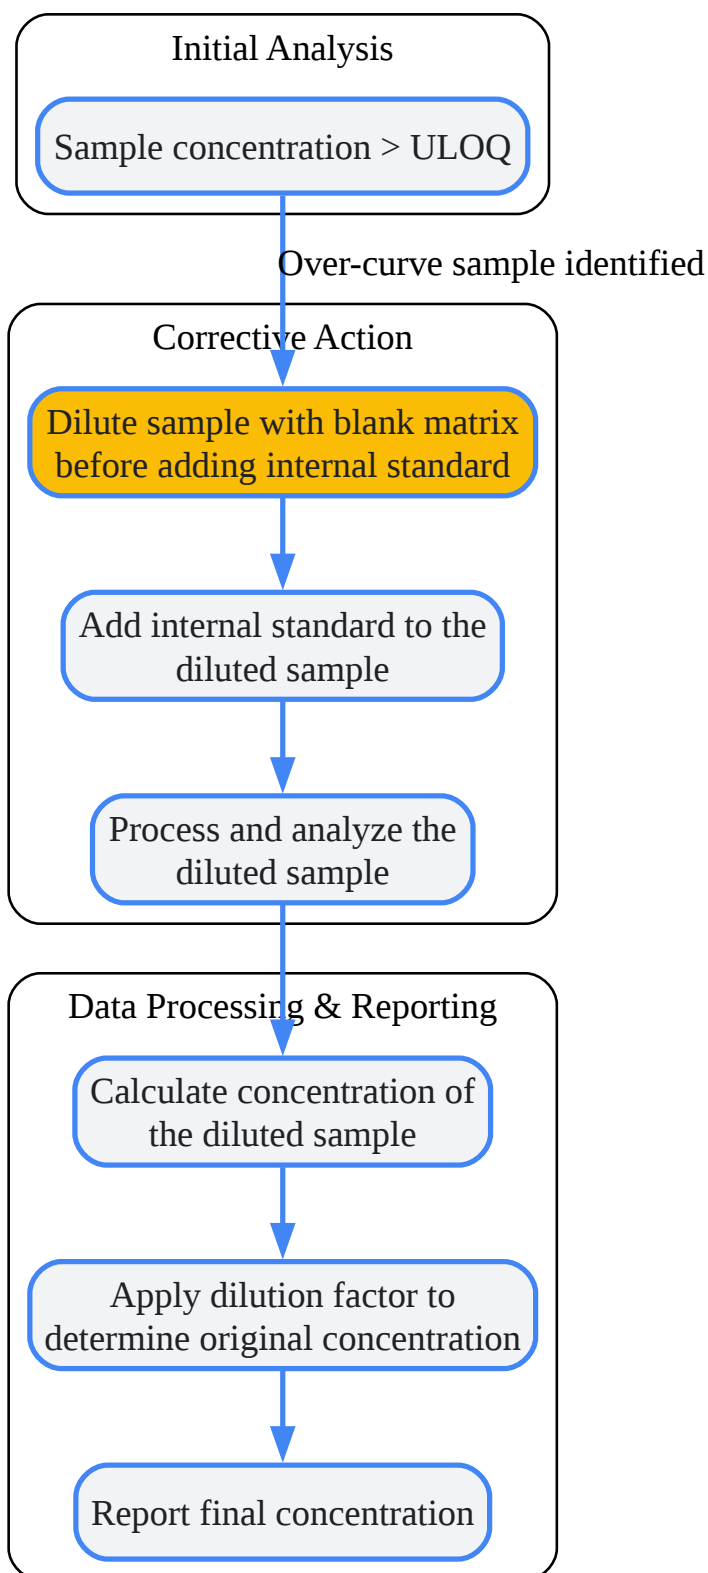 Initial Analysis
Sample concentration > ULOQ
Over-curve sample identified
Corrective Action
Dilute sample with blank matrix
before adding internal standard
Add internal standard to the
diluted sample
Process and analyze the
diluted sample
Data Processing & Reporting
Calculate concentration of
the diluted sample
Apply dilution factor to
determine original concentration
Report final concentration